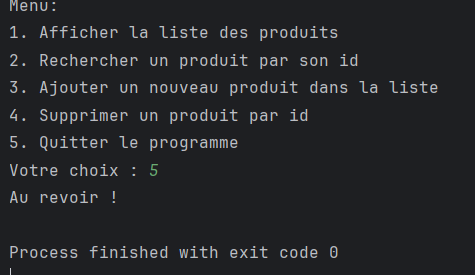 Menu:
1. Afficher la liste des produits
2. Rechercher un produit par son id
3. Ajouter un nouveau produit dans la liste
4. Supprimer un produit par id
5. Quitter le programme
Votre choix : 5
Au revoir !
Process finished with exit code 0